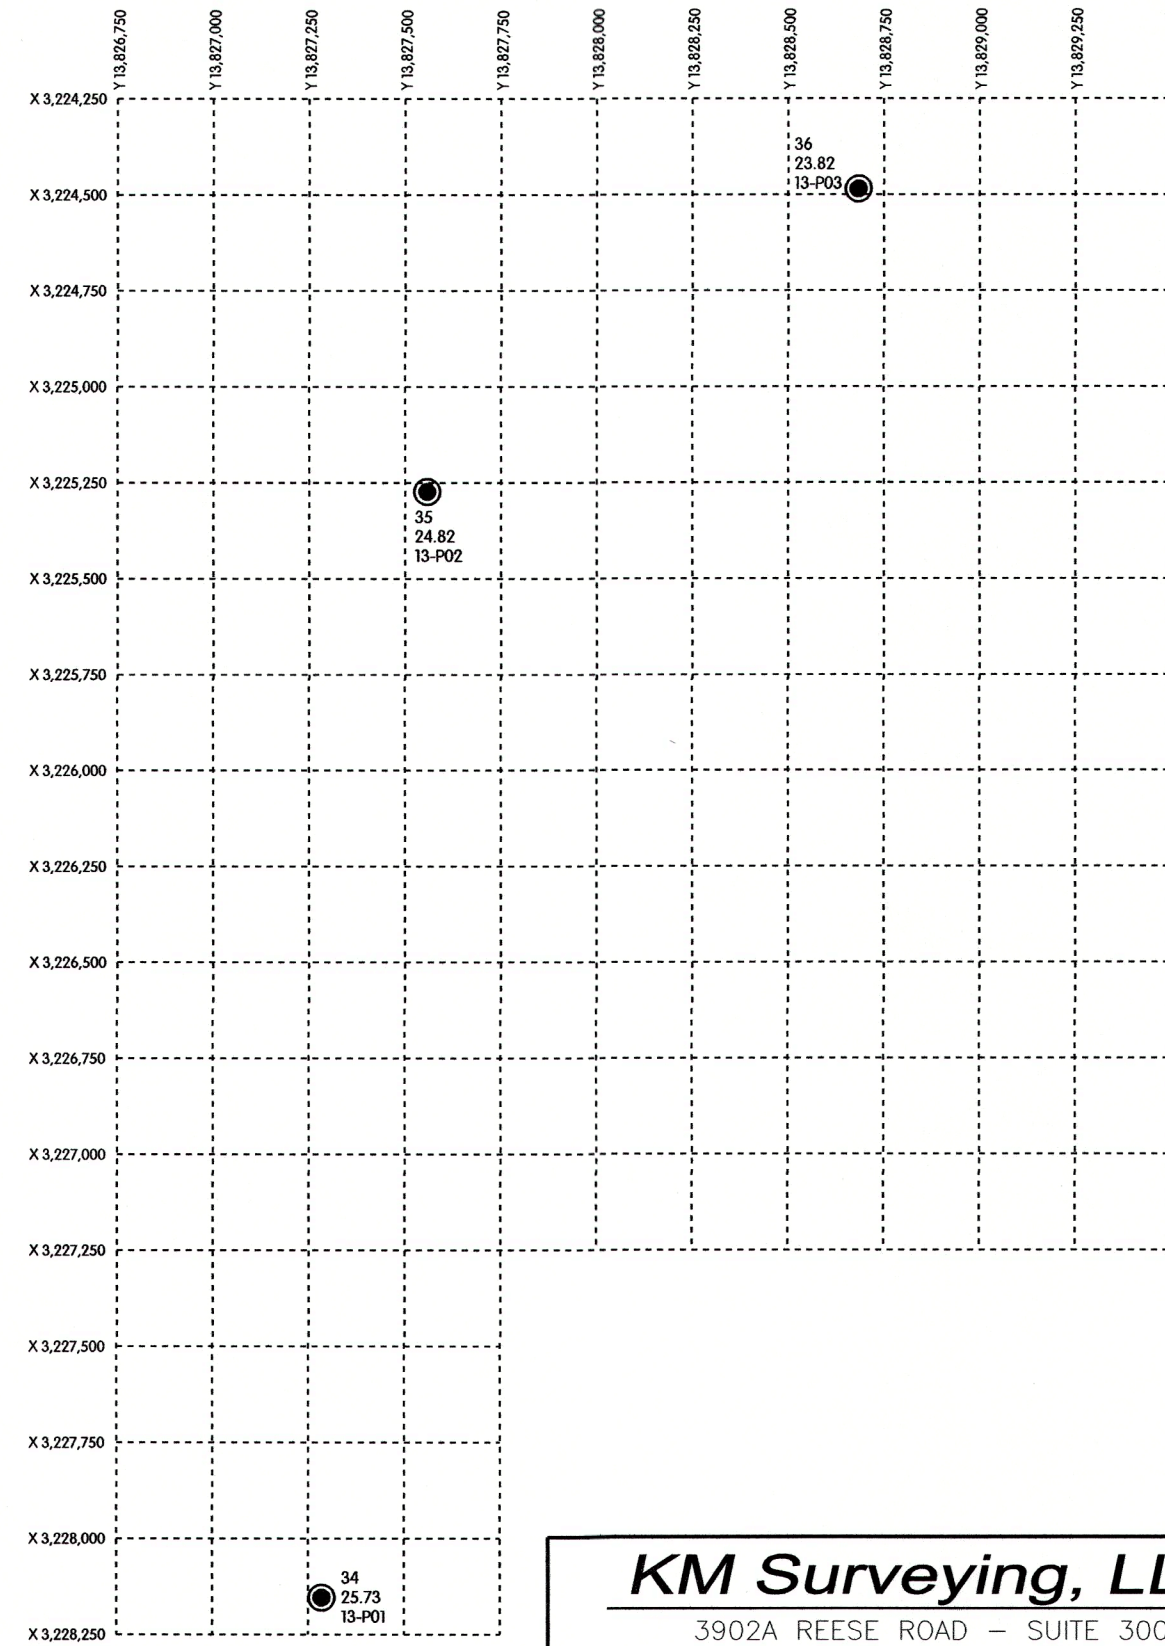 Y 13,826,750
Y 13,827,000
Y 13,827,250
Y 13,827,500
Y 13,827,750
Y 13,828,000
Y 13,828,250
Y 13,828,500
Y 13,828,750
Y 13,829,000
Y 13,829,250
X 3,224,250
36
23.82
13-P03
X 3,224,500
X 3,224,750
X 3,225,000
X 3,225,250
35
24.82
13-P02
X 3,225,500
X 3,225,750
X 3,226,000
X 3,226,250
X 3,226,500
X 3,226,750
X 3,227,000
X 3,227,250
X 3,227,500
X 3,227,750
X 3,228,000
34
25.73
13-P01
X 3,228,250
KM Surveying, LL
3902A REESE ROAD – SUITE 300